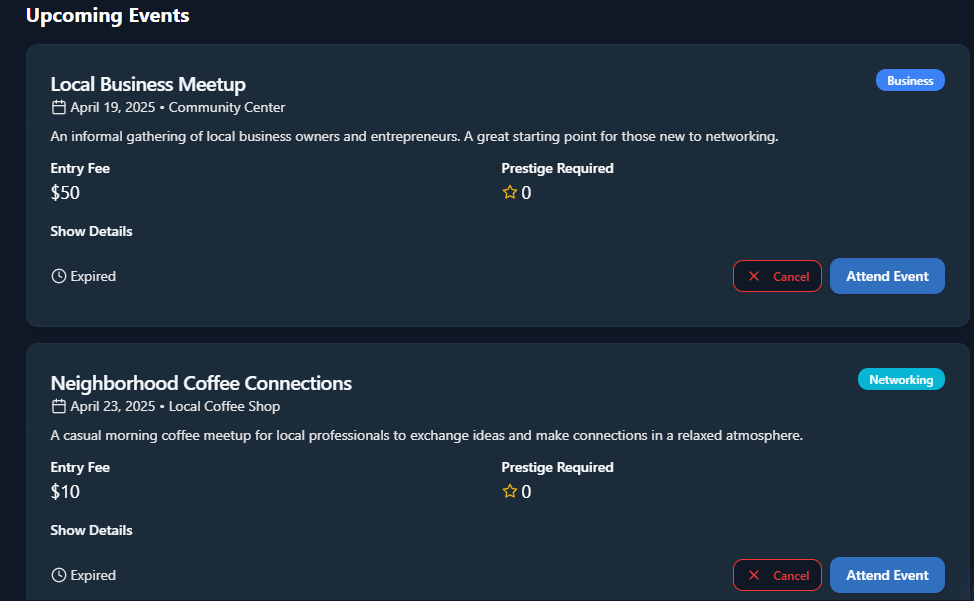 Upcoming Events
Local Business Meetup
Business
April 19, 2025 • Community Center
An informal gathering of local business owners and entrepreneurs. A great starting point for those new to networking.
Entry Fee
Prestige Required
$50
0
Show Details
Expired
Cancel
Attend Event
Neighborhood Coffee Connections
Networking
April 23, 2025 • Local Coffee Shop
A casual morning coffee meetup for local professionals to exchange ideas and make connections in a relaxed atmosphere.
Entry Fee
Prestige Required
$10
0
Show Details
Expired
Cancel
Attend Event